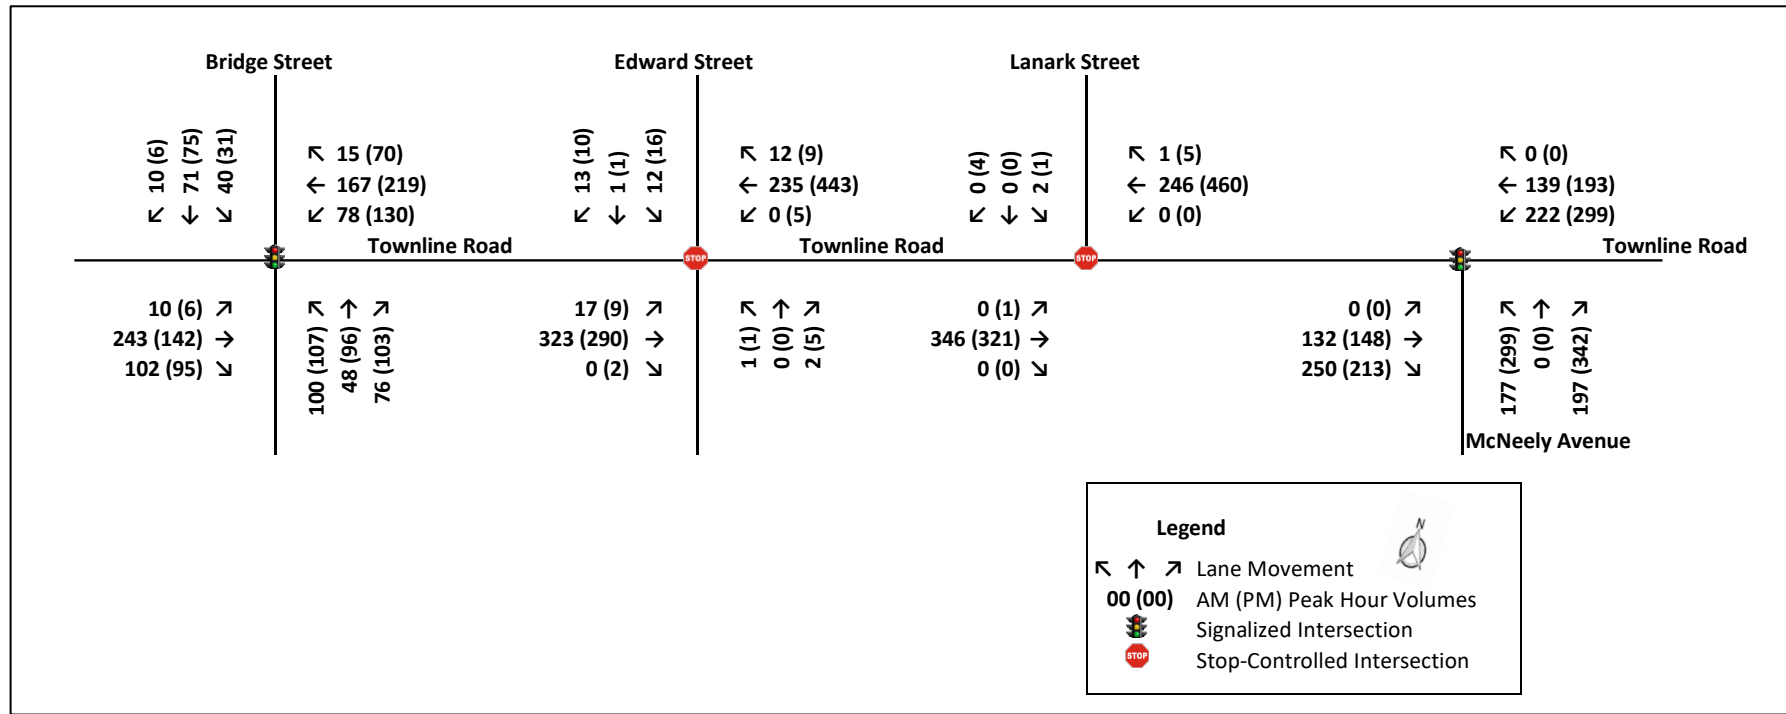 Bridge Street
Edward Street
Lanark Street
10 (6)
71 (75)
40 (31)
↖ 15 (70)
← 167 (219)
↙ 78 (130)
13 (10)
1 (1)
12 (16)
↖ 12 (9)
← 235 (443)
↙ 0 (5)
0 (4)
0 (0)
2 (1)
↖ 1 (5)
← 246 (460)
↙ 0 (0)
↖ 0 (0)
← 139 (193)
↙ 222 (299)
↙ ↓ ↘
↙ ↓ ↘
↙ ↓ ↘
Townline Road
STOP
Townline Road
STOP
Townline Road
10 (6) ↗
243 (142) →
102 (95) ↘
↖ ↑ ↗
100 (107)
48 (96)
76 (103)
17 (9) ↗
323 (290) →
0 (2) ↘
↖ ↑ ↗
1 (1)
0 (0)
2 (5)
0 (1) ↗
346 (321) →
0 (0) ↘
0 (0) ↗
132 (148) →
250 (213) ↘
↖ ↑ ↗
177 (299)
0 (0)
197 (342)
McNeely Avenue
Legend
N
↖ ↑ ↗ Lane Movement
00 (00) AM (PM) Peak Hour Volumes
Signalized Intersection
STOP Stop-Controlled Intersection